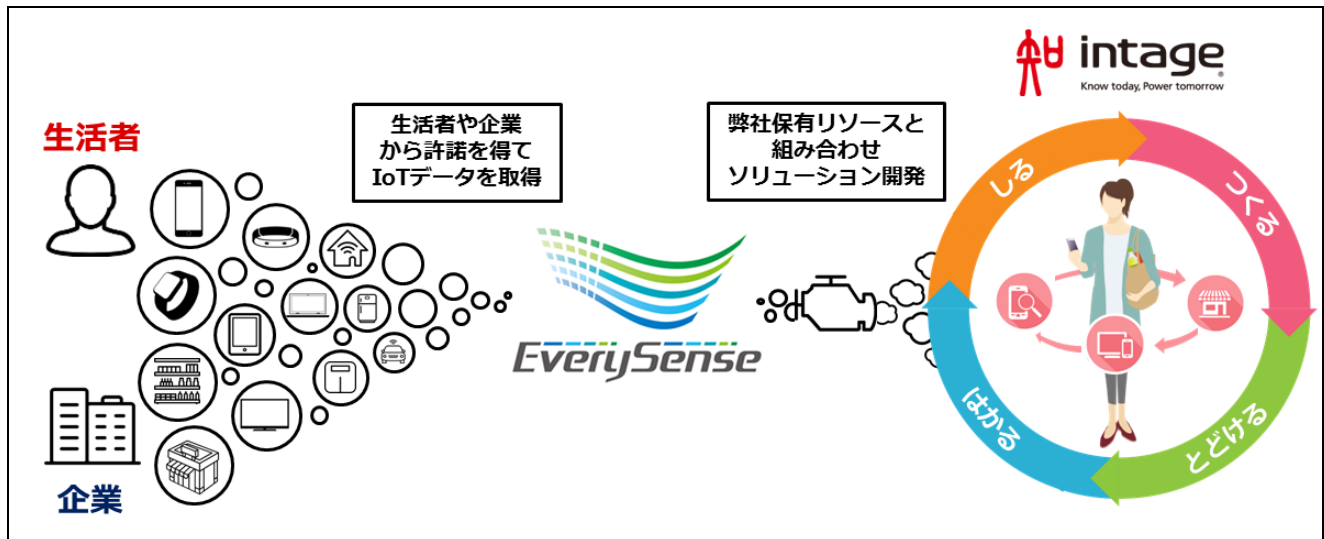 生活者
企業
生活者や企業
から許諾を得て
IoTデータを取得
EverySense
弊社保有リソースと
組み合わせ
ソリューション開発
知 intage
Know today, Power tomorrow
しる
つくる
とどける
はかる